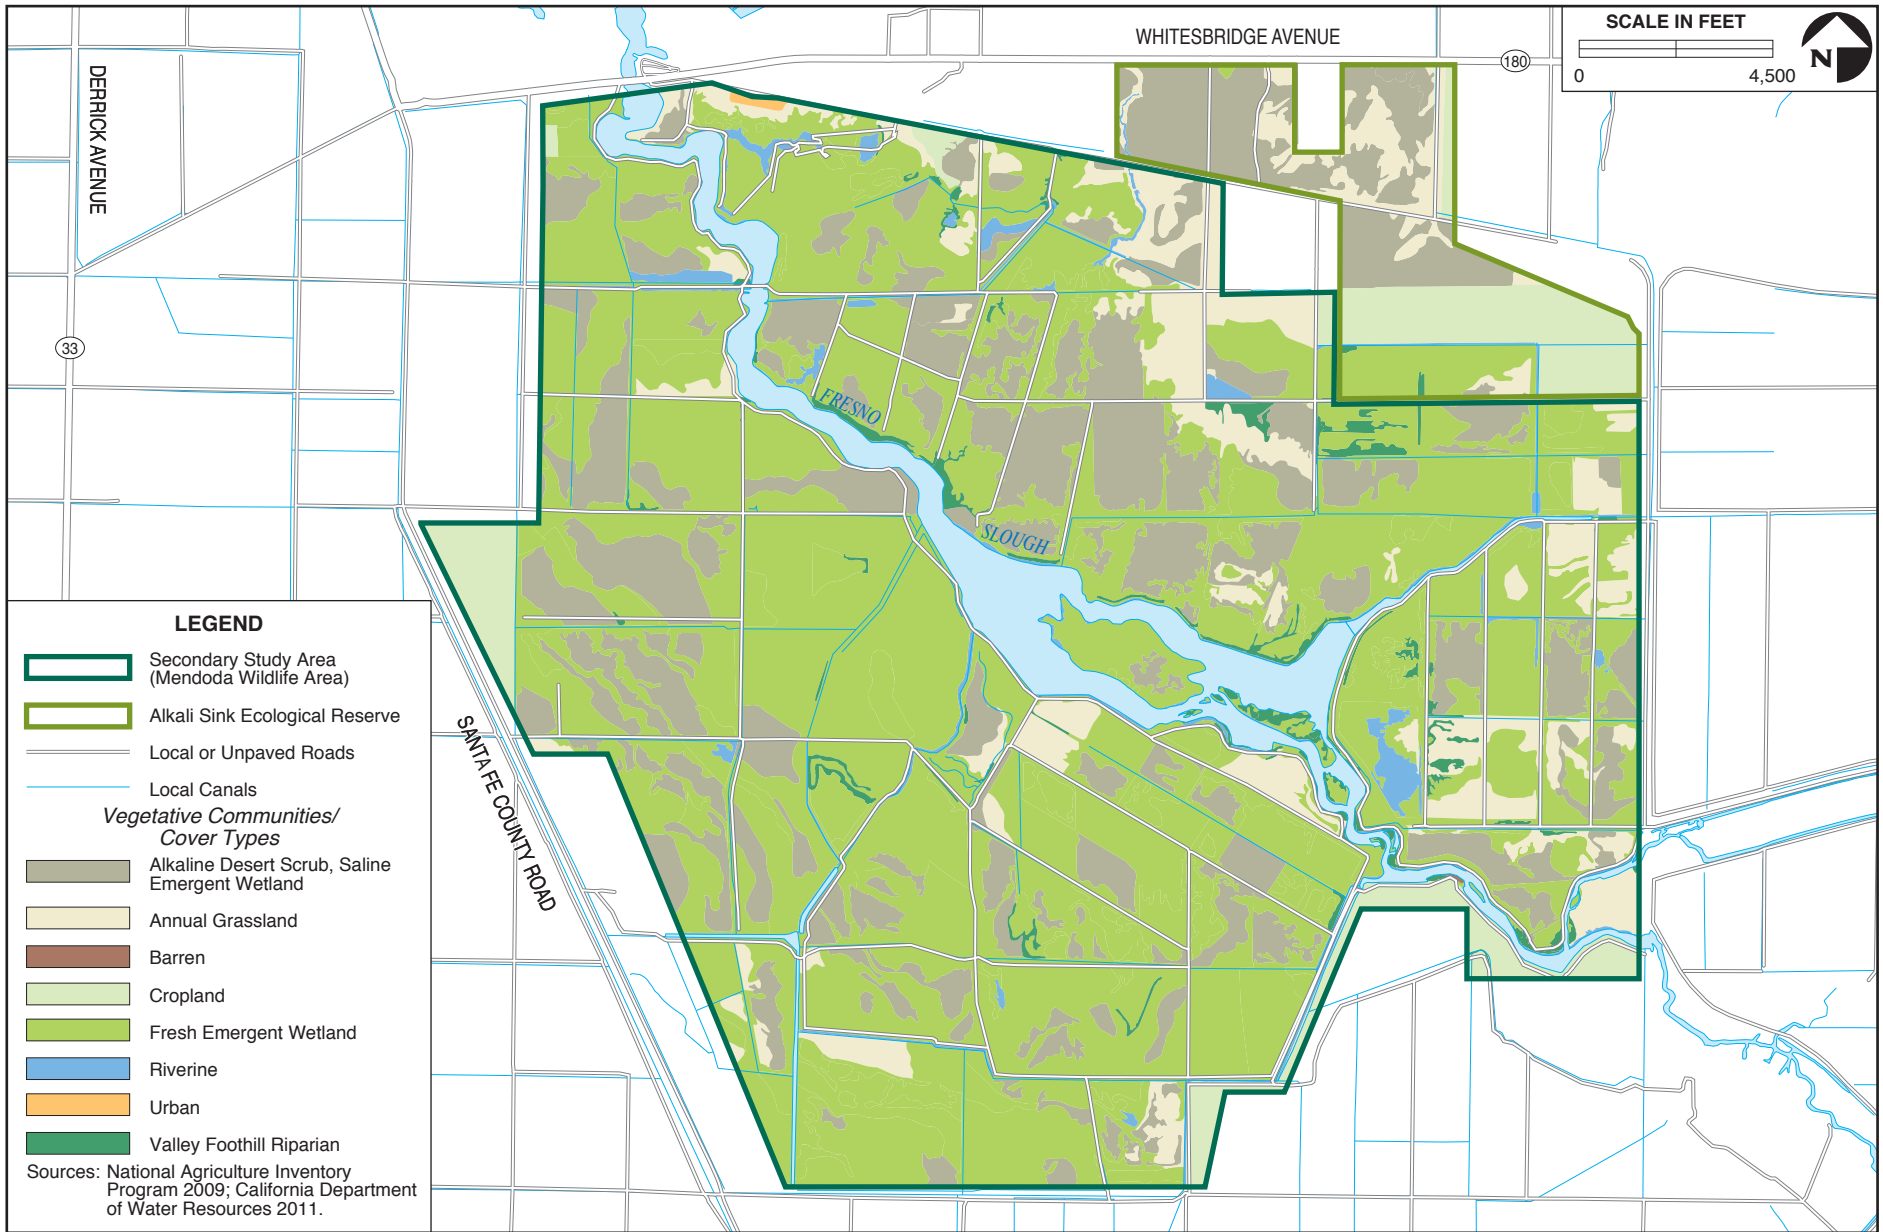 WHITESBRIDGE AVENUE
180
SCALE IN FEET
0 4,500
N
DERRICK AVENUE
33
FRESNO
SLOUGH
SANTA FE COUNTY ROAD
LEGEND
Secondary Study Area
(Mendoda Wildlife Area)
Alkali Sink Ecological Reserve
Local or Unpaved Roads
Local Canals
Vegetative Communities/
Cover Types
Alkaline Desert Scrub, Saline
Emergent Wetland
Annual Grassland
Barren
Cropland
Fresh Emergent Wetland
Riverine
Urban
Valley Foothill Riparian
Sources: National Agriculture Inventory
Program 2009; California Department
of Water Resources 2011.